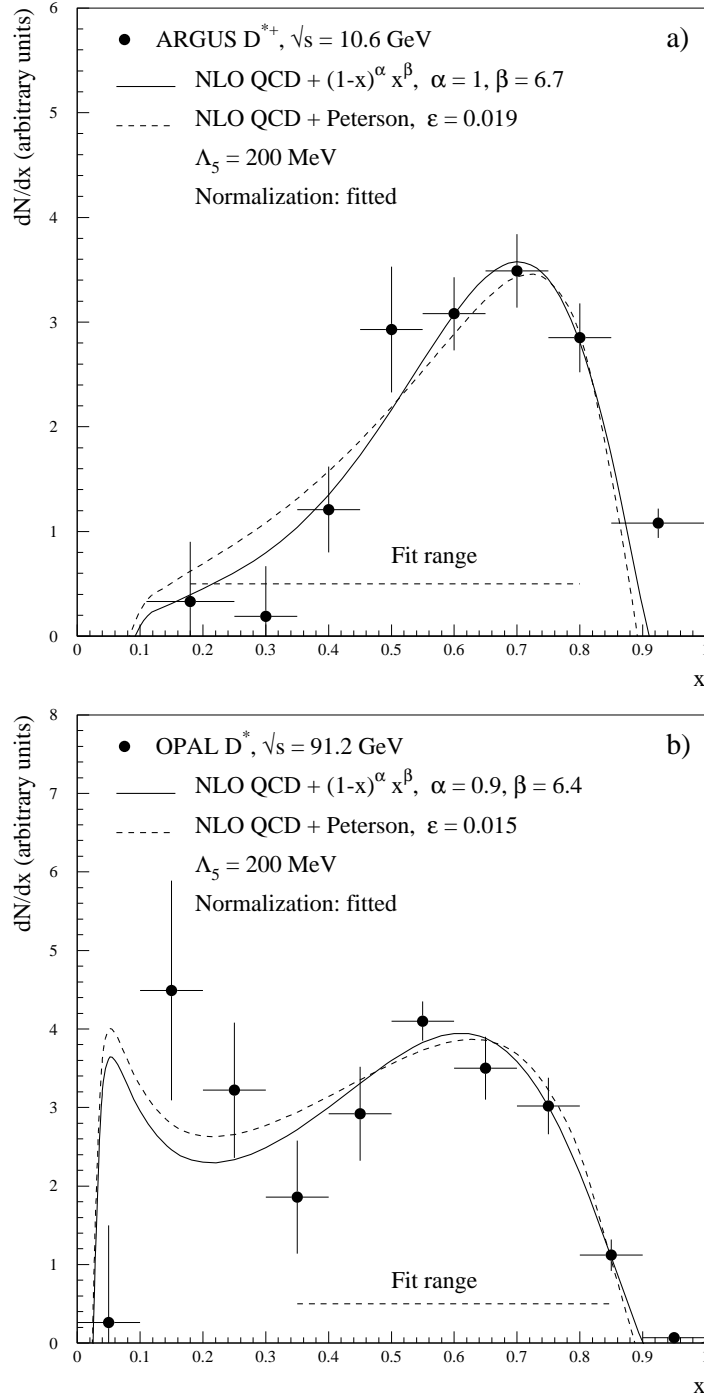 a)
ARGUS D*+, √s = 10.6 GeV
NLO QCD + (1-x)^α x^β, α = 1, β = 6.7
NLO QCD + Peterson, ε = 0.019
Λ5 = 200 MeV
Normalization: fitted
dN/dx (arbitrary units)
6
5
4
3
2
1
0
Fit range
0 0.1 0.2 0.3 0.4 0.5 0.6 0.7 0.8 0.9 1
x
b)
OPAL D*, √s = 91.2 GeV
NLO QCD + (1-x)^α x^β, α = 0.9, β = 6.4
NLO QCD + Peterson, ε = 0.015
Λ5 = 200 MeV
Normalization: fitted
dN/dx (arbitrary units)
8
7
6
5
4
3
2
1
0
Fit range
0 0.1 0.2 0.3 0.4 0.5 0.6 0.7 0.8 0.9 1
x